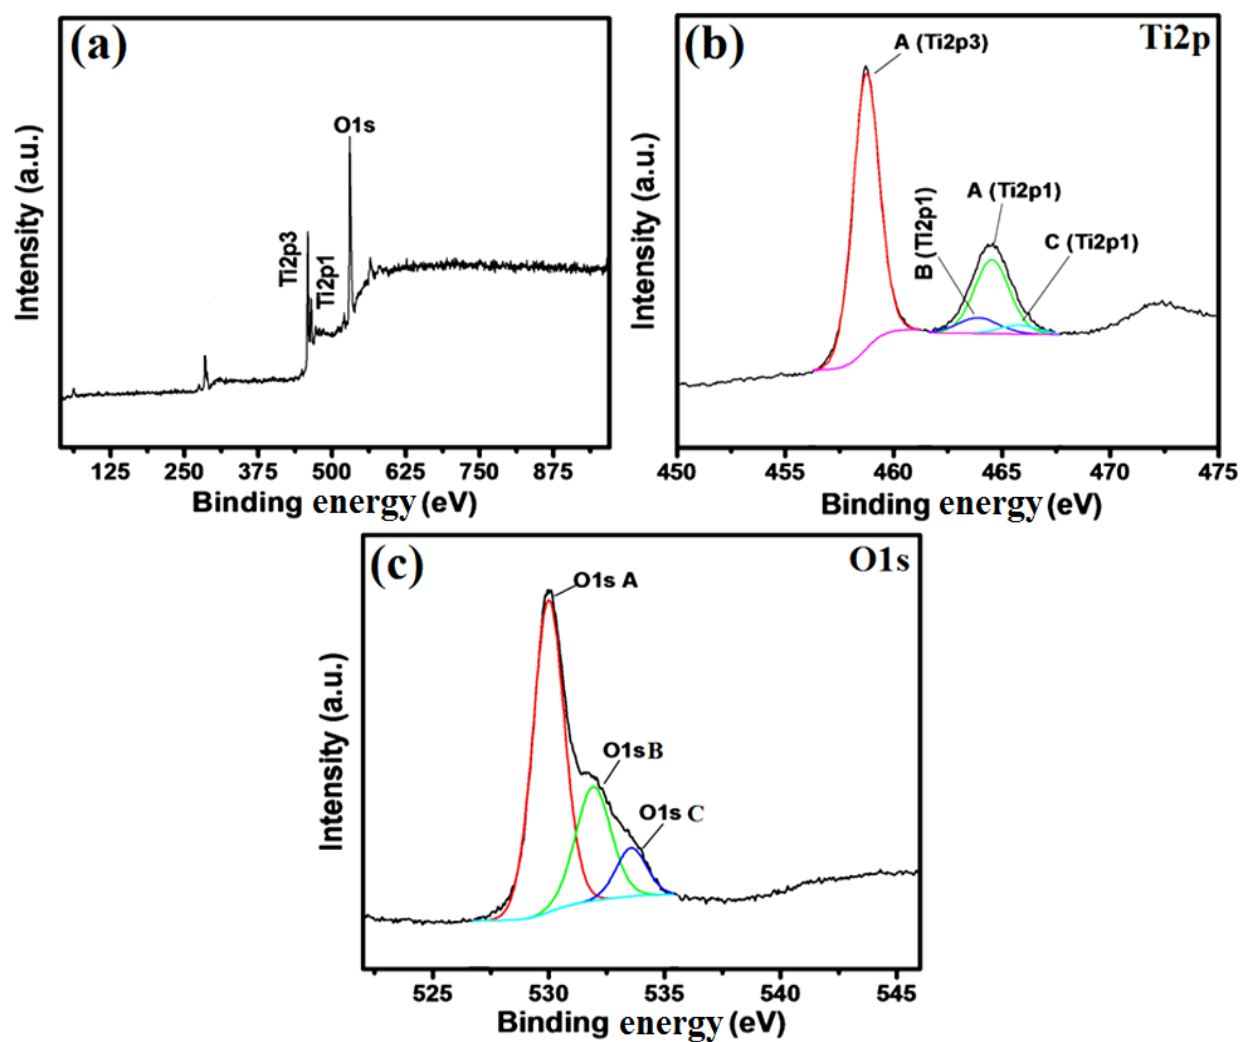 (a)
O1s
Ti2p3
Ti2p1
Intensity (a.u.)
125 250 375 500 625 750 875
Binding energy (eV)
(b)
Ti2p
A (Ti2p3)
B (Ti2p1)
A (Ti2p1)
C (Ti2p1)
Intensity (a.u.)
450 455 460 465 470 475
Binding energy (eV)
(c)
O1s
O1s A
O1s B
O1s C
Intensity (a.u.)
525 530 535 540 545
Binding energy (eV)